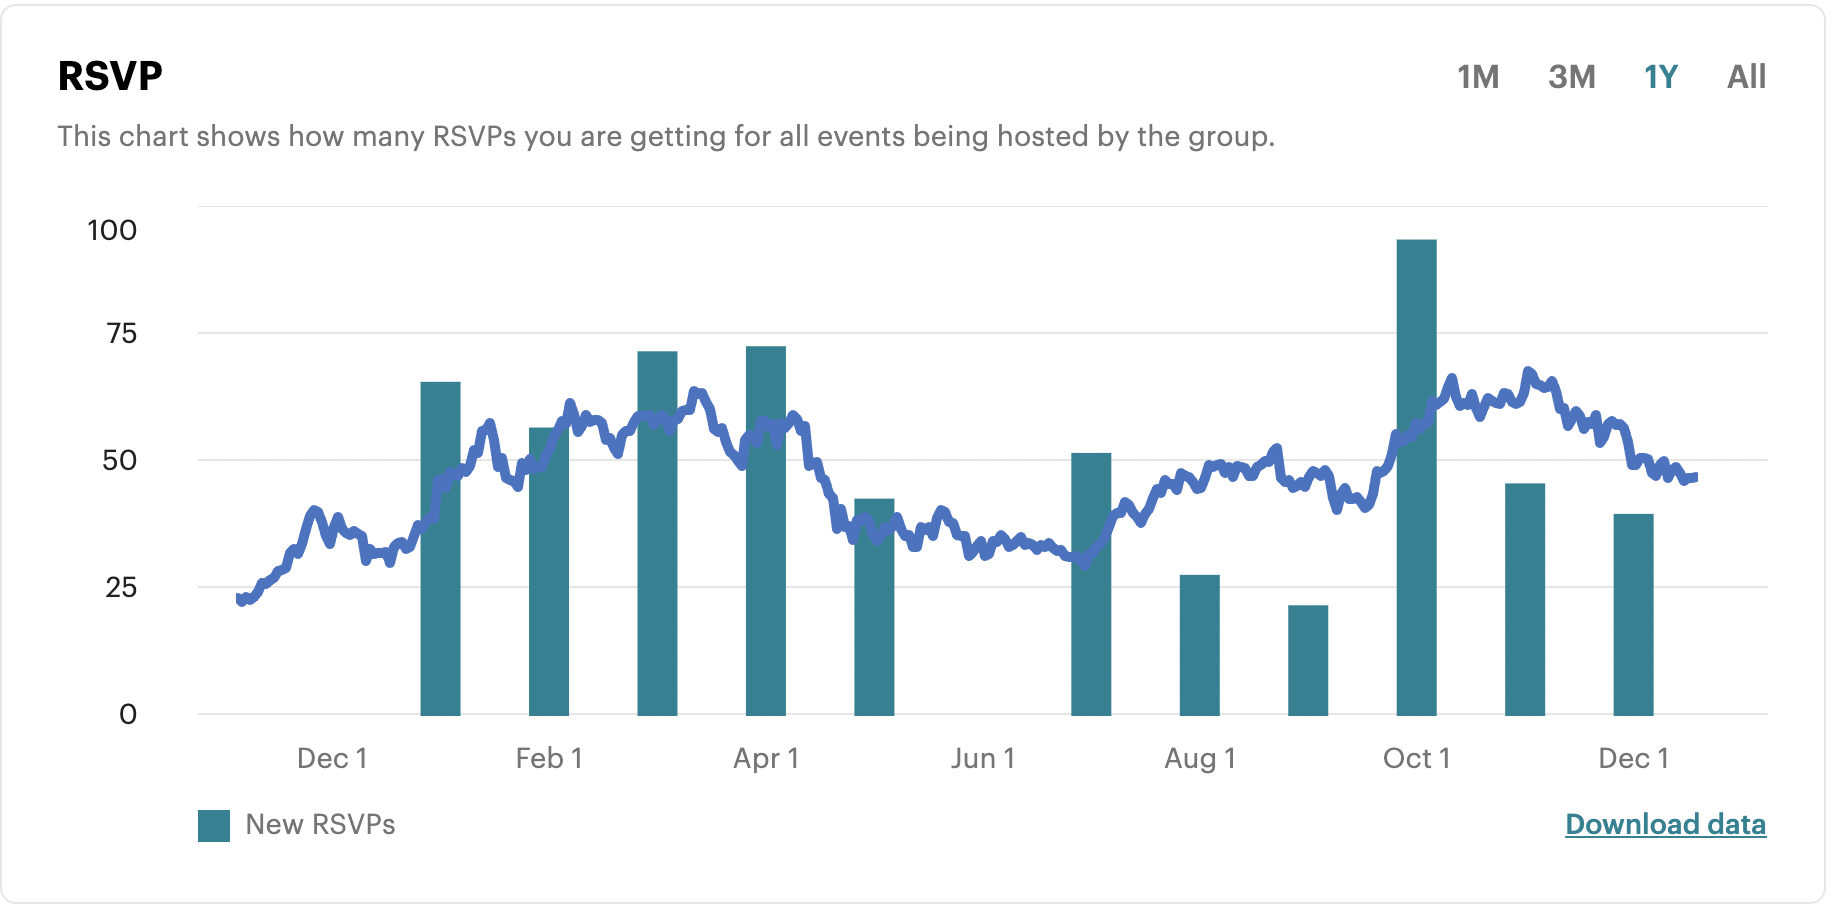 RSVP
1M 3M 1Y All
This chart shows how many RSVPs you are getting for all events being hosted by the group.
100
75
50
25
0
Dec 1 Feb 1 Apr 1 Jun 1 Aug 1 Oct 1 Dec 1
New RSVPs
Download data